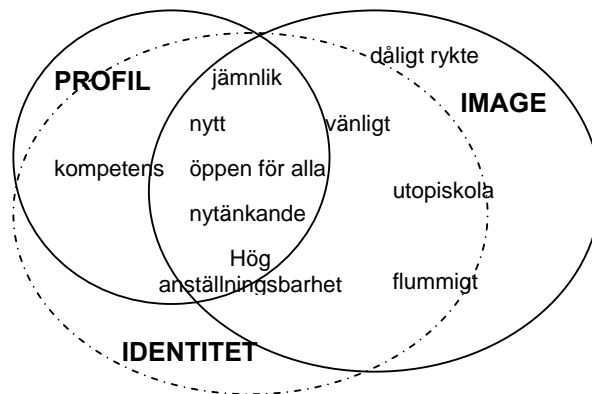 dåligt rykte
PROFIL
jämnlik
IMAGE
nytt
vänligt
kompetens
öppen för alla
utopiskola
nytänkande
Hög
anställningsbarhet
flummigt
IDENTITET